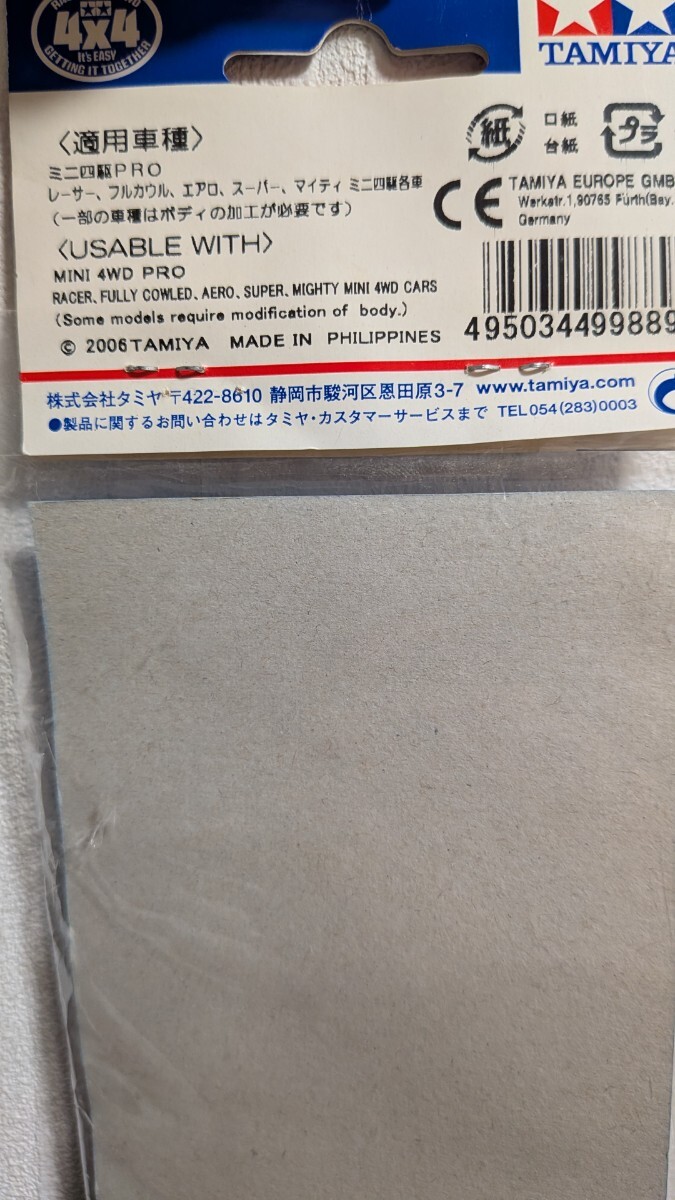 4x4
It's EASY
GETTING IT TOGETHER
TAMIYA
〈適用車種〉
ミニ四駆PRO
レーサー、フルカウル、エアロ、スーパー、マイティ ミニ四駆各車
(一部の車種はボディの加工が必要です)
〈USABLE WITH〉
MINI 4WD PRO
RACER、FULLY COWLED、AERO、SUPER、MIGHTY MINI 4WD CARS
(Some models require modification of body.)
© 2006 TAMIYA MADE IN PHILIPPINES
紙
口紙
台紙
プラ
CE
TAMIYA EUROPE GMB
Werkstr.1,90765 Fürth(Bay.
Germany
495034499889
株式会社タミヤ 〒422-8610 静岡市駿河区恩田原3-7 www.tamiya.com
●製品に関するお問い合わせはタミヤ・カスタマーサービスまで TEL054(283)0003